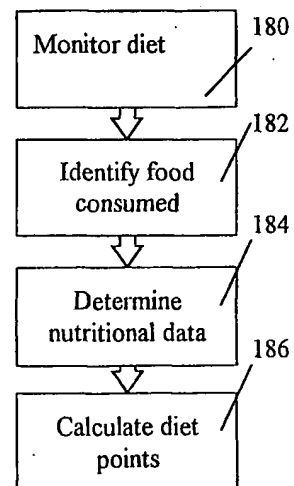 Monitor diet
180
182
Identify food
consumed
184
Determine
nutritional data
186
Calculate diet
points